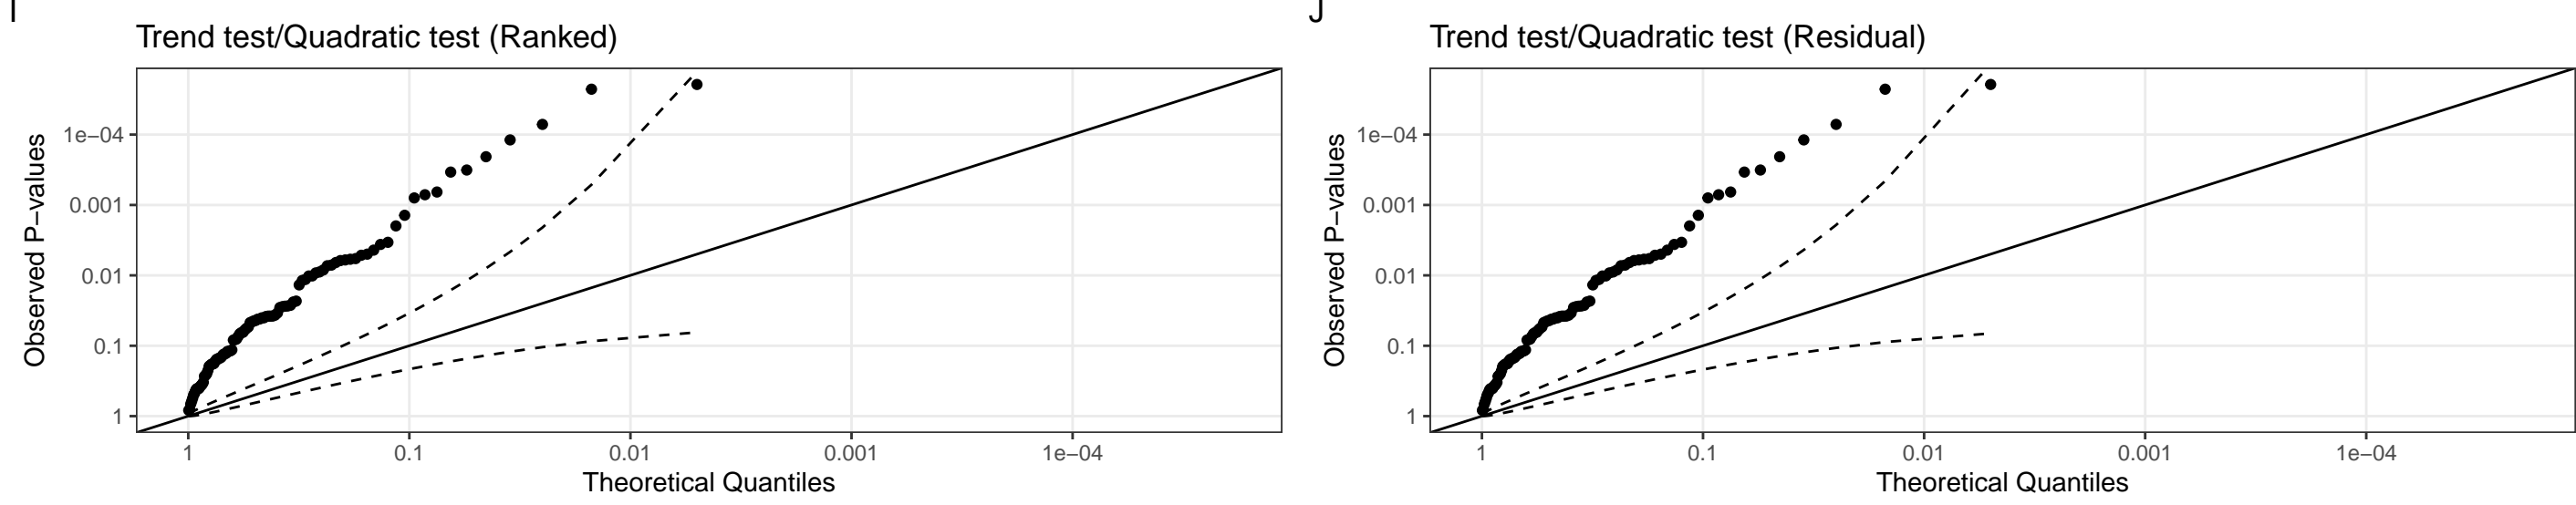 J
Trend test/Quadratic test (Ranked)
Trend test/Quadratic test (Residual)
Observed P−values
1e−04
0.001
0.01
0.1
1
1
0.1
0.01
0.001
1e−04
Theoretical Quantiles
Observed P−values
1e−04
0.001
0.01
0.1
1
1
0.1
0.01
0.001
1e−04
Theoretical Quantiles